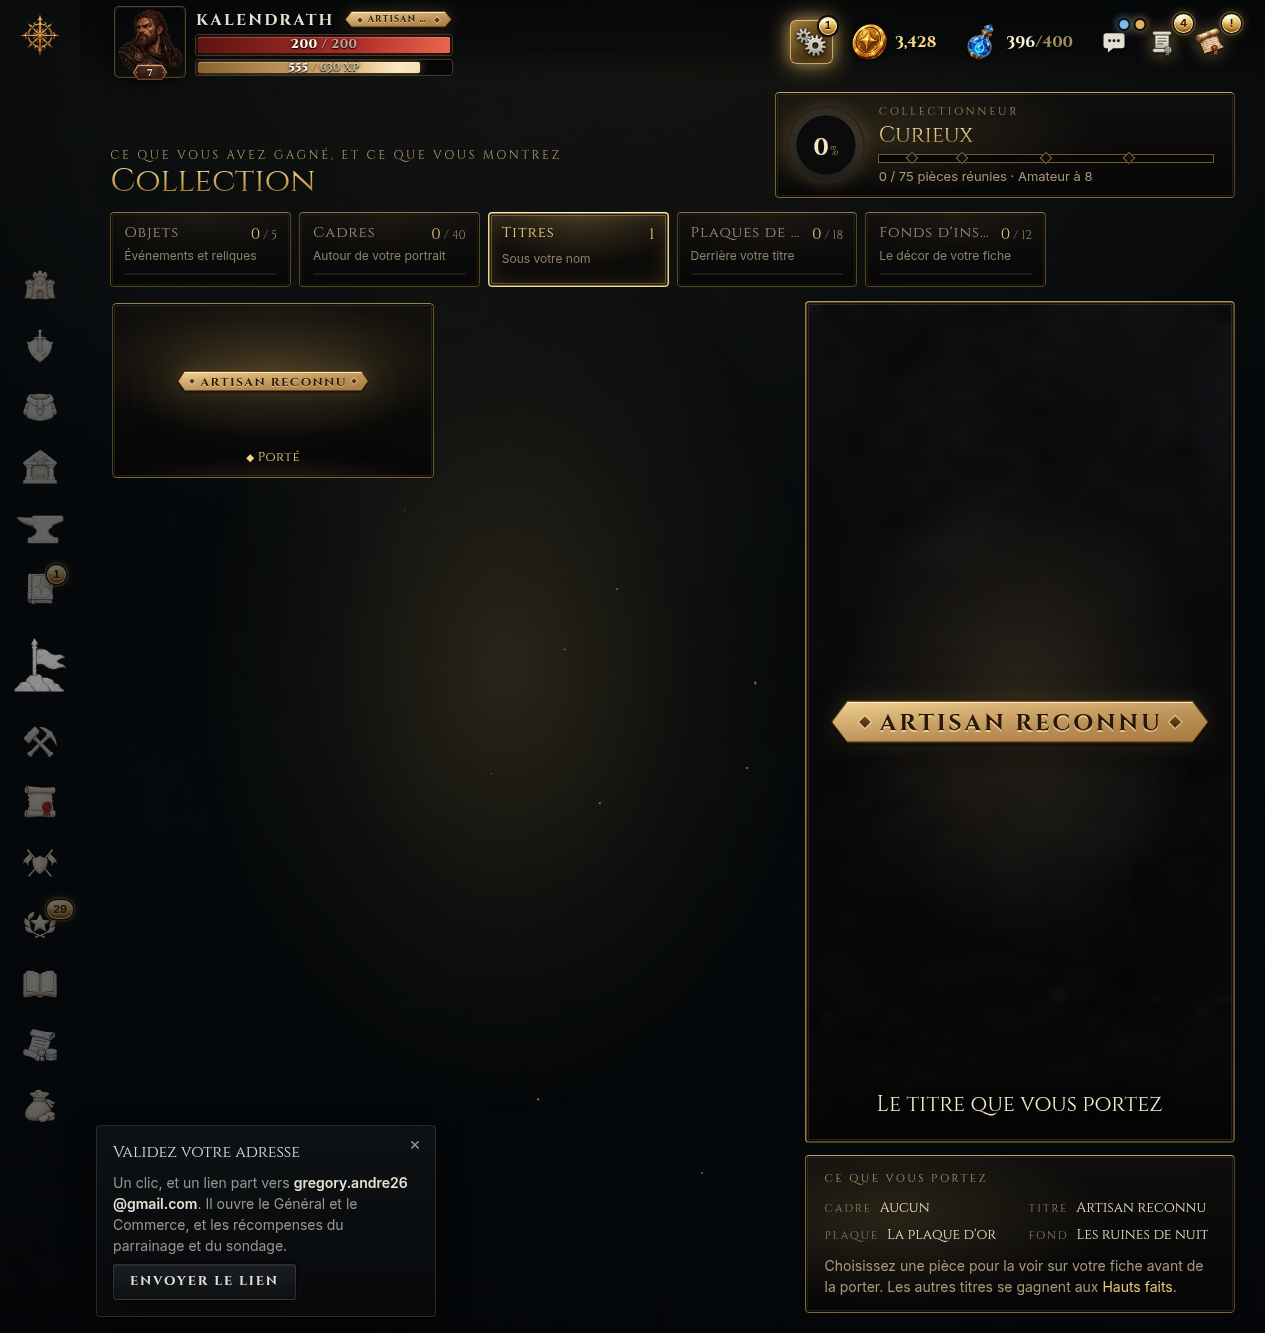 KALENDRATH
ARTISAN ...
200 / 200
555 / 630 XP
7
1
3,428
396/400
4
!
CE QUE VOUS AVEZ GAGNÉ, ET CE QUE VOUS MONTREZ
COLLECTION
COLLECTIONNEUR
CURIEUX
0%
0 / 75 pièces réunies · Amateur à 8
OBJETS 0 / 5
Événements et reliques
CADRES 0 / 40
Autour de votre portrait
TITRES 1
Sous votre nom
PLAQUES DE ... 0 / 18
Derrière votre titre
FONDS D'INS... 0 / 12
Le décor de votre fiche
ARTISAN RECONNU
◆ PORTÉ
1
29
ARTISAN RECONNU
LE TITRE QUE VOUS PORTEZ
VALIDEZ VOTRE ADRESSE
×
Un clic, et un lien part vers gregory.andre26
@gmail.com. Il ouvre le Général et le
Commerce, et les récompenses du
parrainage et du sondage.
ENVOYER LE LIEN
CE QUE VOUS PORTEZ
CADRE AUCUN
TITRE ARTISAN RECONNU
PLAQUE LA PLAQUE D'OR
FOND LES RUINES DE NUIT
Choisissez une pièce pour la voir sur votre fiche avant de
la porter. Les autres titres se gagnent aux Hauts faits.